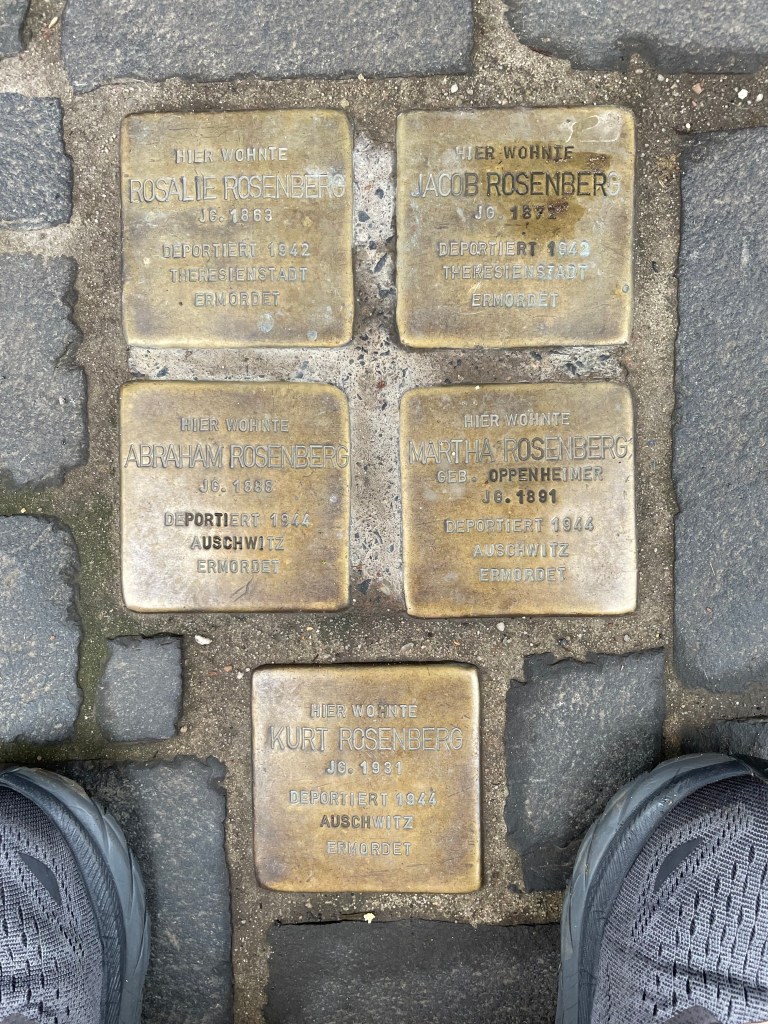 HIER WOHNTE
ROSALIE ROSENBERG
JG. 1863
DEPORTIERT 1942
THERESIENSTADT
ERMORDET
HIER WOHNTE
JACOB ROSENBERG
JG.
DEPORTIERT 1942
THERESIENSTADT
ERMORDET
HIER WOHNTE
ABRAHAM ROSENBERG
JG. 1886
DEPORTIERT 1944
AUSCHWITZ
ERMORDET
HIER WOHNTE
MARTHA ROSENBERG
GEB. OPPENHEIMER
JG. 1891
DEPORTIERT 1944
AUSCHWITZ
ERMORDET
HIER WOHNTE
KURT ROSENBERG
JG. 1931
DEPORTIERT 1944
AUSCHWITZ
ERMORDET